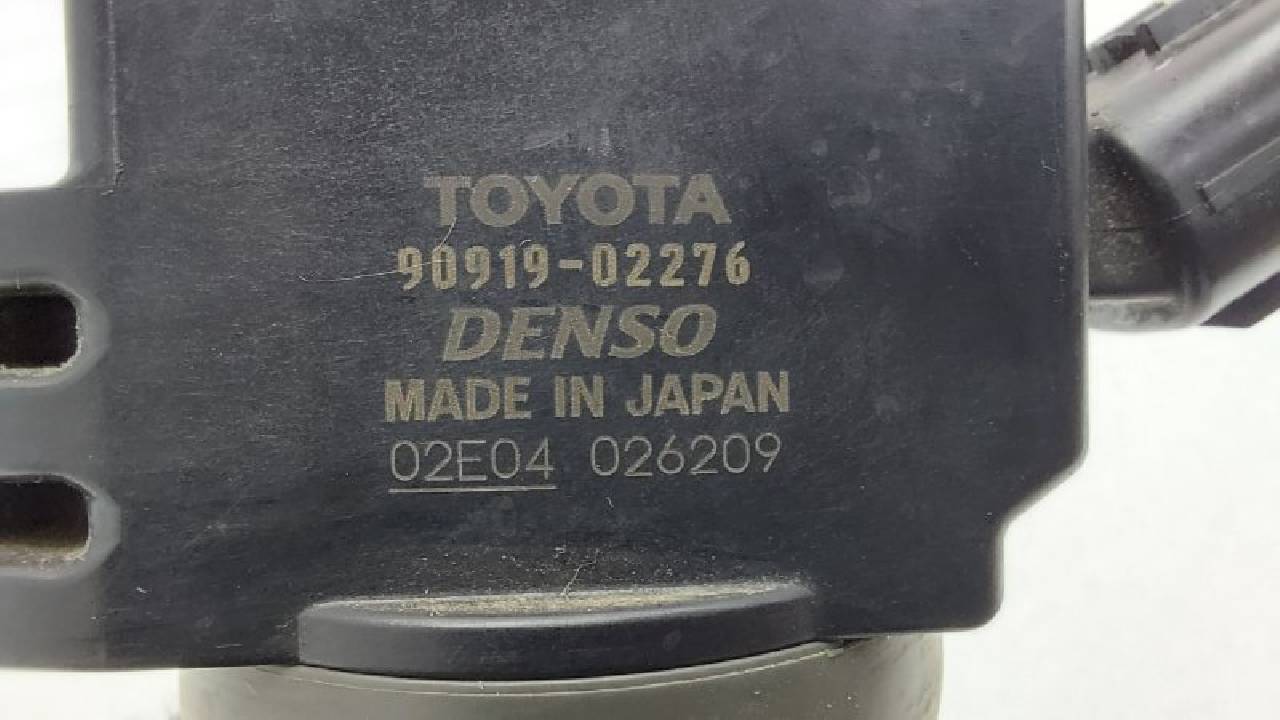 TOYOTA
90919-02276
DENSO
MADE IN JAPAN
02E04 026209